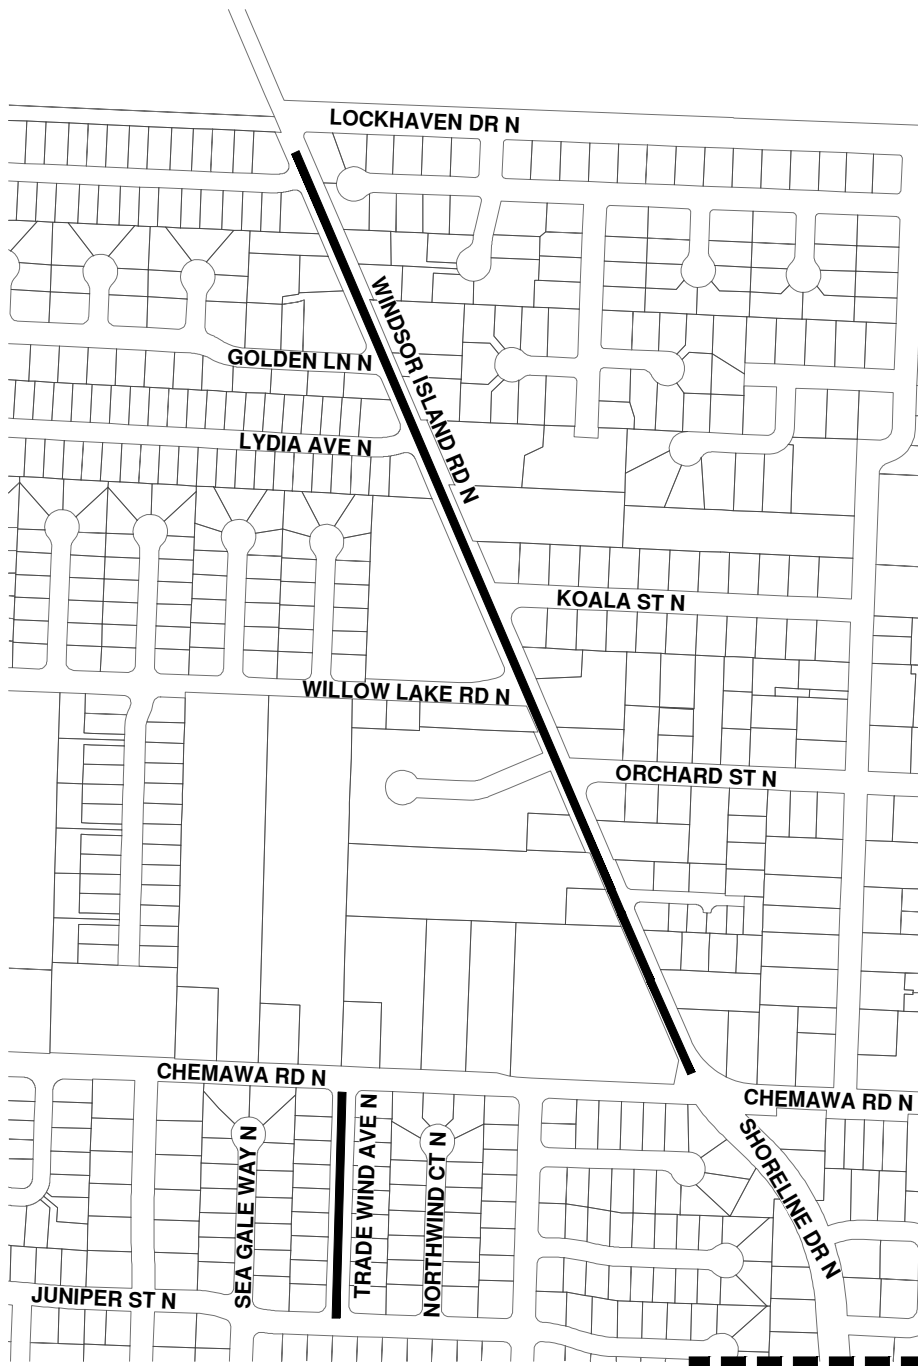 LOCKHAVEN DR N
WINDSOR ISLAND RD N
GOLDEN LN N
LYDIA AVE N
KOALA ST N
WILLOW LAKE RD N
ORCHARD ST N
CHEMAWA RD N
CHEMAWA RD N
SEA GALE WAY N
TRADE WIND AVE N
NORTHWIND CT N
SHORELINE DR N
JUNIPER ST N